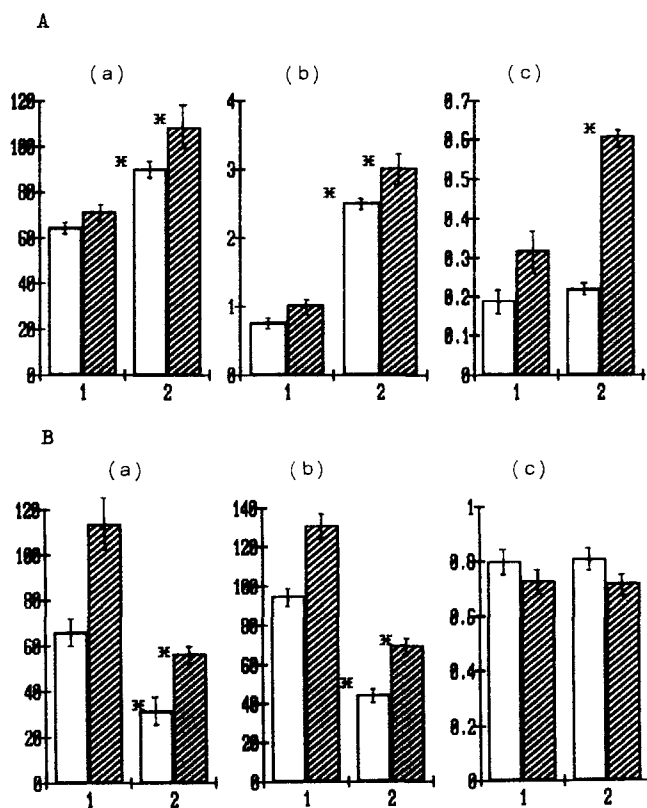 A
(a) (b) (c)
120 100 80 60 40 20 0
4 3 2 1 0
0.7 0.6 0.5 0.4 0.3 0.2 0.1 0
* * * * *
1 2 1 2 1 2
B
(a) (b) (c)
120 100 80 60 40 20 0
140 120 100 80 60 40 20 0
1 0.8 0.6 0.4 0.2 0
* * * *
1 2 1 2 1 2